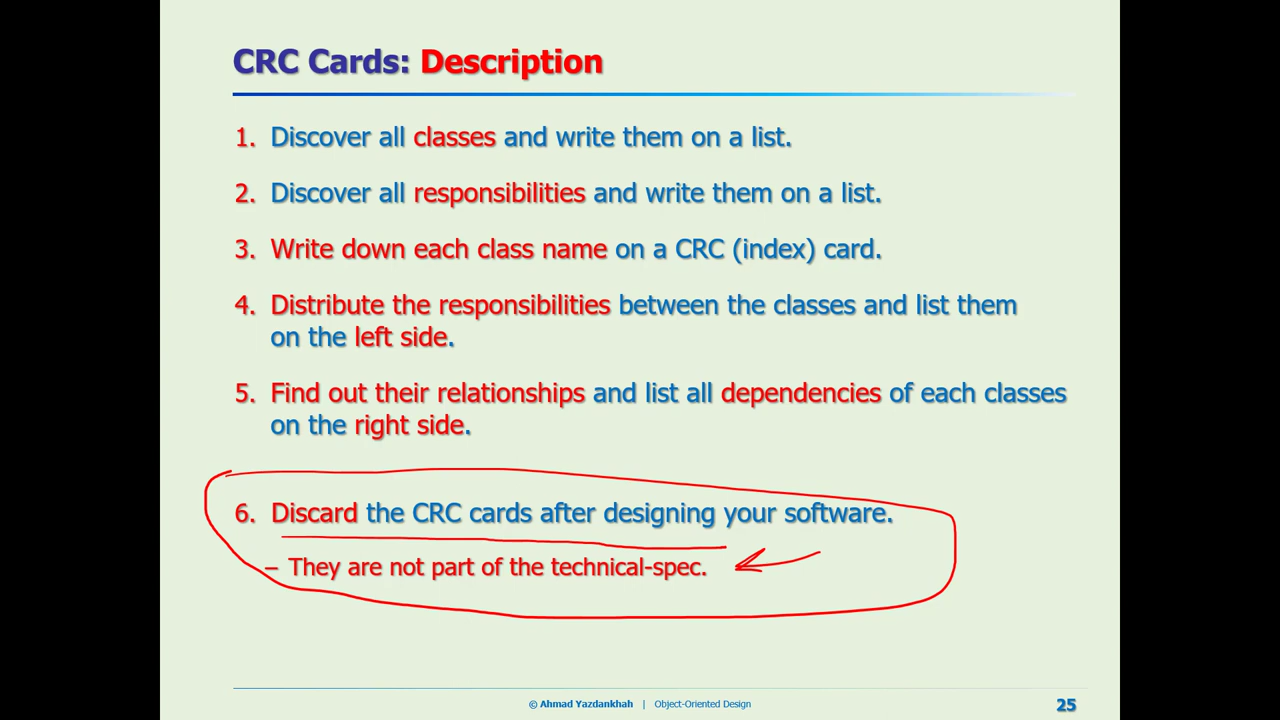 CRC Cards: Description
1. Discover all classes and write them on a list.
2. Discover all responsibilities and write them on a list.
3. Write down each class name on a CRC (index) card.
4. Distribute the responsibilities between the classes and list them
on the left side.
5. Find out their relationships and list all dependencies of each classes
on the right side.
6. Discard the CRC cards after designing your software.
– They are not part of the technical-spec.
© Ahmad Yazdankhah | Object-Oriented Design
25